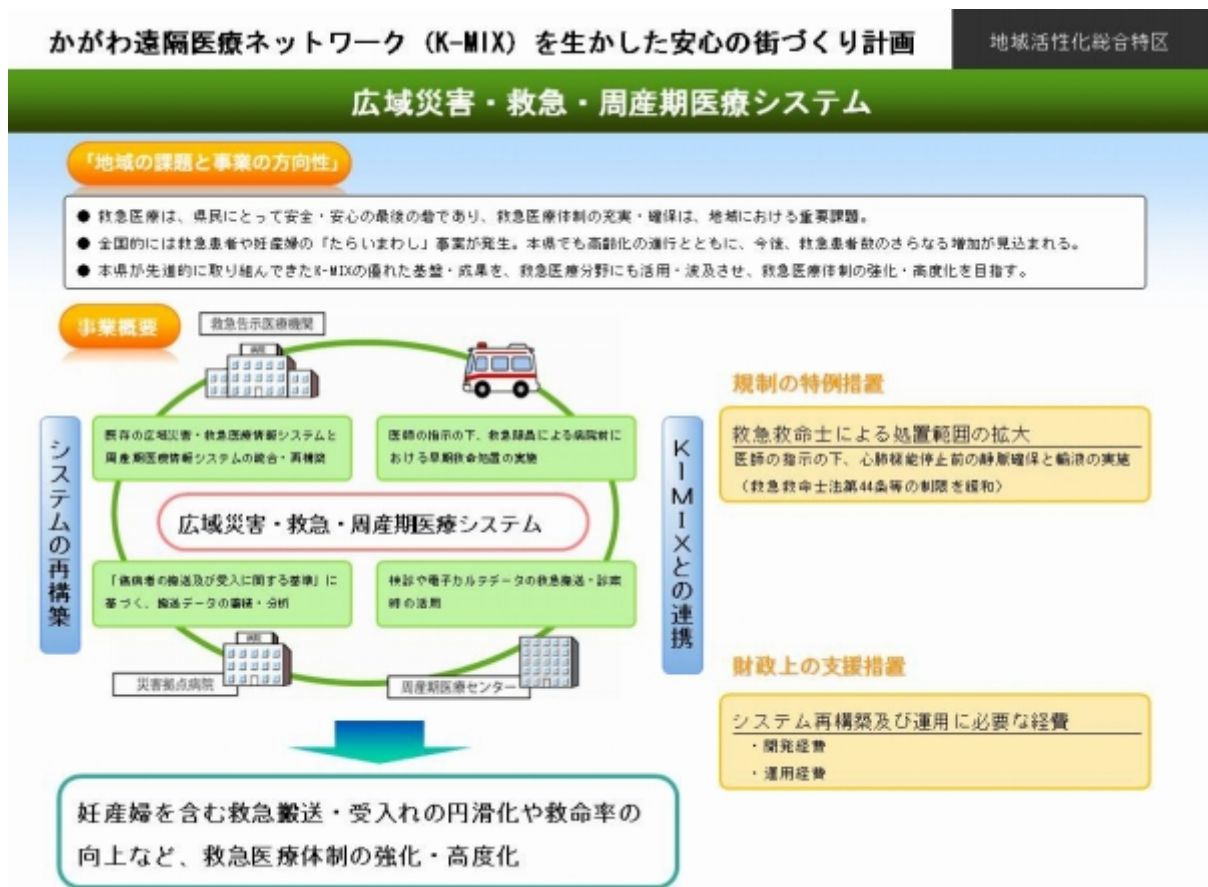 かがわ遠隔医療ネットワーク（K-MIX）を生かした安心の街づくり計画
地域活性化総合特区
広域災害・救急・周産期医療システム
「地域の課題と事業の方向性」
● 救急医療は、県民にとって安全・安心の最後の砦であり、救急医療体制の充実・確保は、地域における重要課題。
● 全国的には救急患者や妊産婦の「たらいまわし」事案が発生。本県でも高齢化の進行とともに、今後、救急患者数のさらなる増加が見込まれる。
● 本県が先進的に取り組んできたK-MIXの優れた基盤・成果を、救急医療分野にも活用・波及させ、救急医療体制の強化・高度化を目指す。
事業概要
救急告示医療機関
病院
システムの再構築
既存の広域災害・救急医療情報システムと
周産期医療情報システムの統合・再構築
医師の指示の下、救急隊員による病院前に
おける早期救命処置の実施
広域災害・救急・周産期医療システム
「傷病者の搬送及び受入に関する基準」に
基づく、搬送データの蓄積・分析
検診や電子カルテデータの救急搬送・診察
時の活用
K－MIXとの連携
病院
災害拠点病院
周産期医療センター
妊産婦を含む救急搬送・受入れの円滑化や救命率の
向上など、救急医療体制の強化・高度化
規制の特例措置
救急救命士による処置範囲の拡大
医師の指示の下、心肺機能停止前の静脈確保と輸液の実施
（救急救命士法第44条等の制限を緩和）
財政上の支援措置
システム再構築及び運用に必要な経費
・開発経費
・運用経費